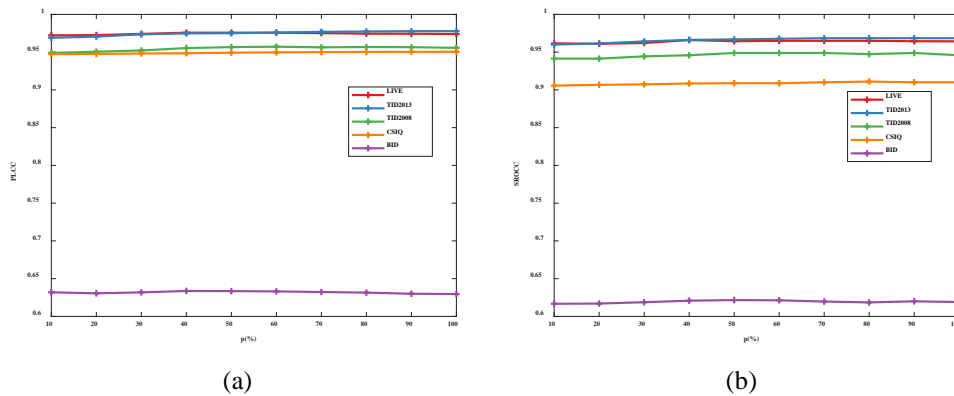 1
0.95
0.9
0.85
0.8
0.75
0.7
0.65
0.6
PLCC
10 20 30 40 50 60 70 80 90 100
p(%)
LIVE
TID2013
TID2008
CSIQ
BID
(a)
1
0.95
0.9
0.85
0.8
0.75
0.7
0.65
0.6
SROCC
10 20 30 40 50 60 70 80 90
p(%)
LIVE
TID2013
TID2008
CSIQ
BID
(b)